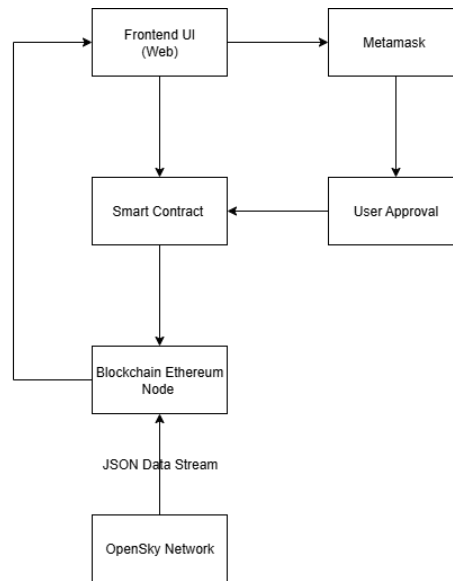 Frontend UI
(Web)
Metamask
Smart Contract
User Approval
Blockchain Ethereum
Node
JSON Data Stream
OpenSky Network